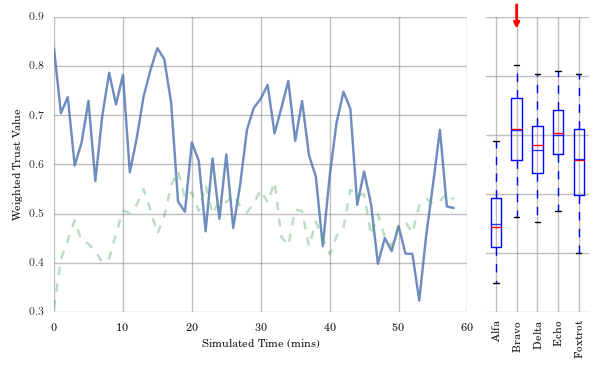 0.9
0.8
0.7
0.6
0.5
0.4
0.3
Weighted Trust Value
0 10 20 30 40 50 60
Simulated Time (mins)
Alfa
Bravo
Delta
Echo
Foxtrot